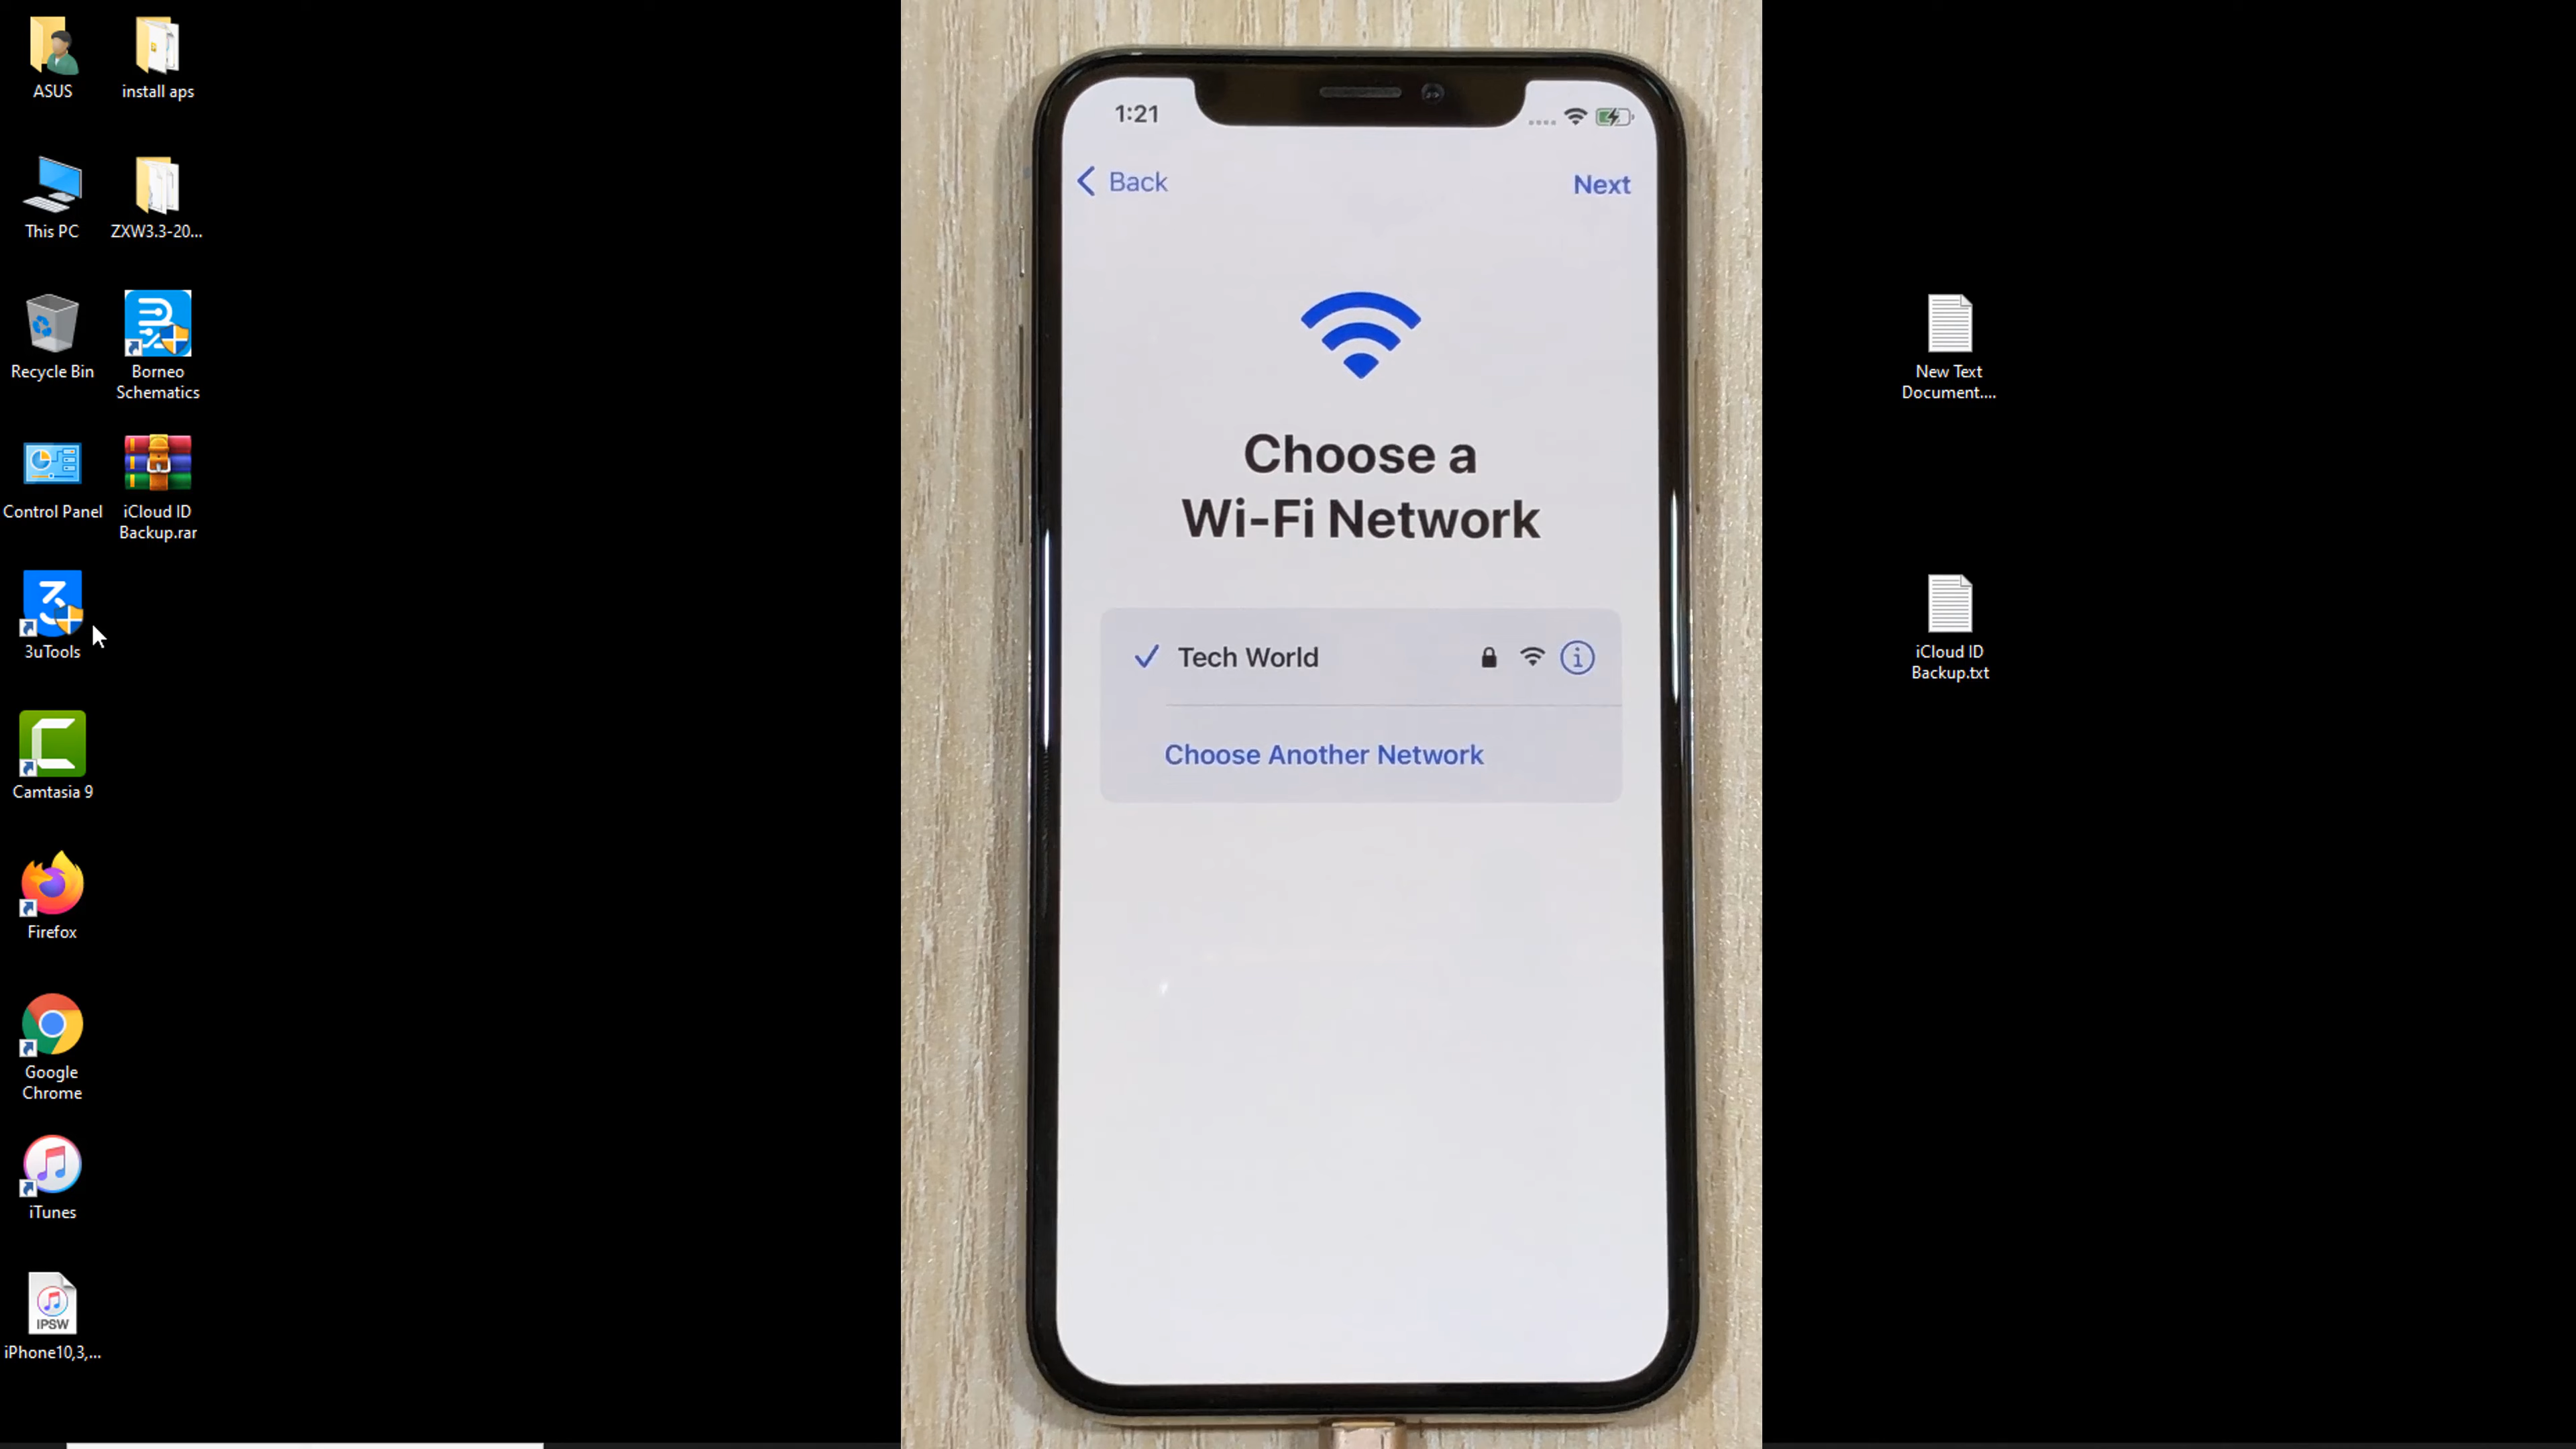 ASUS
install aps
This PC
ZXW3.3-20...
Recycle Bin
Borneo
Schematics
Control Panel
iCloud ID
Backup.rar
3uTools
Camtasia 9
Firefox
Google
Chrome
iTunes
IPSW
iPhone10,3,...
1:21
Back
Next
Choose a
Wi-Fi Network
Tech World
Choose Another Network
New Text
Document....
iCloud ID
Backup.txt